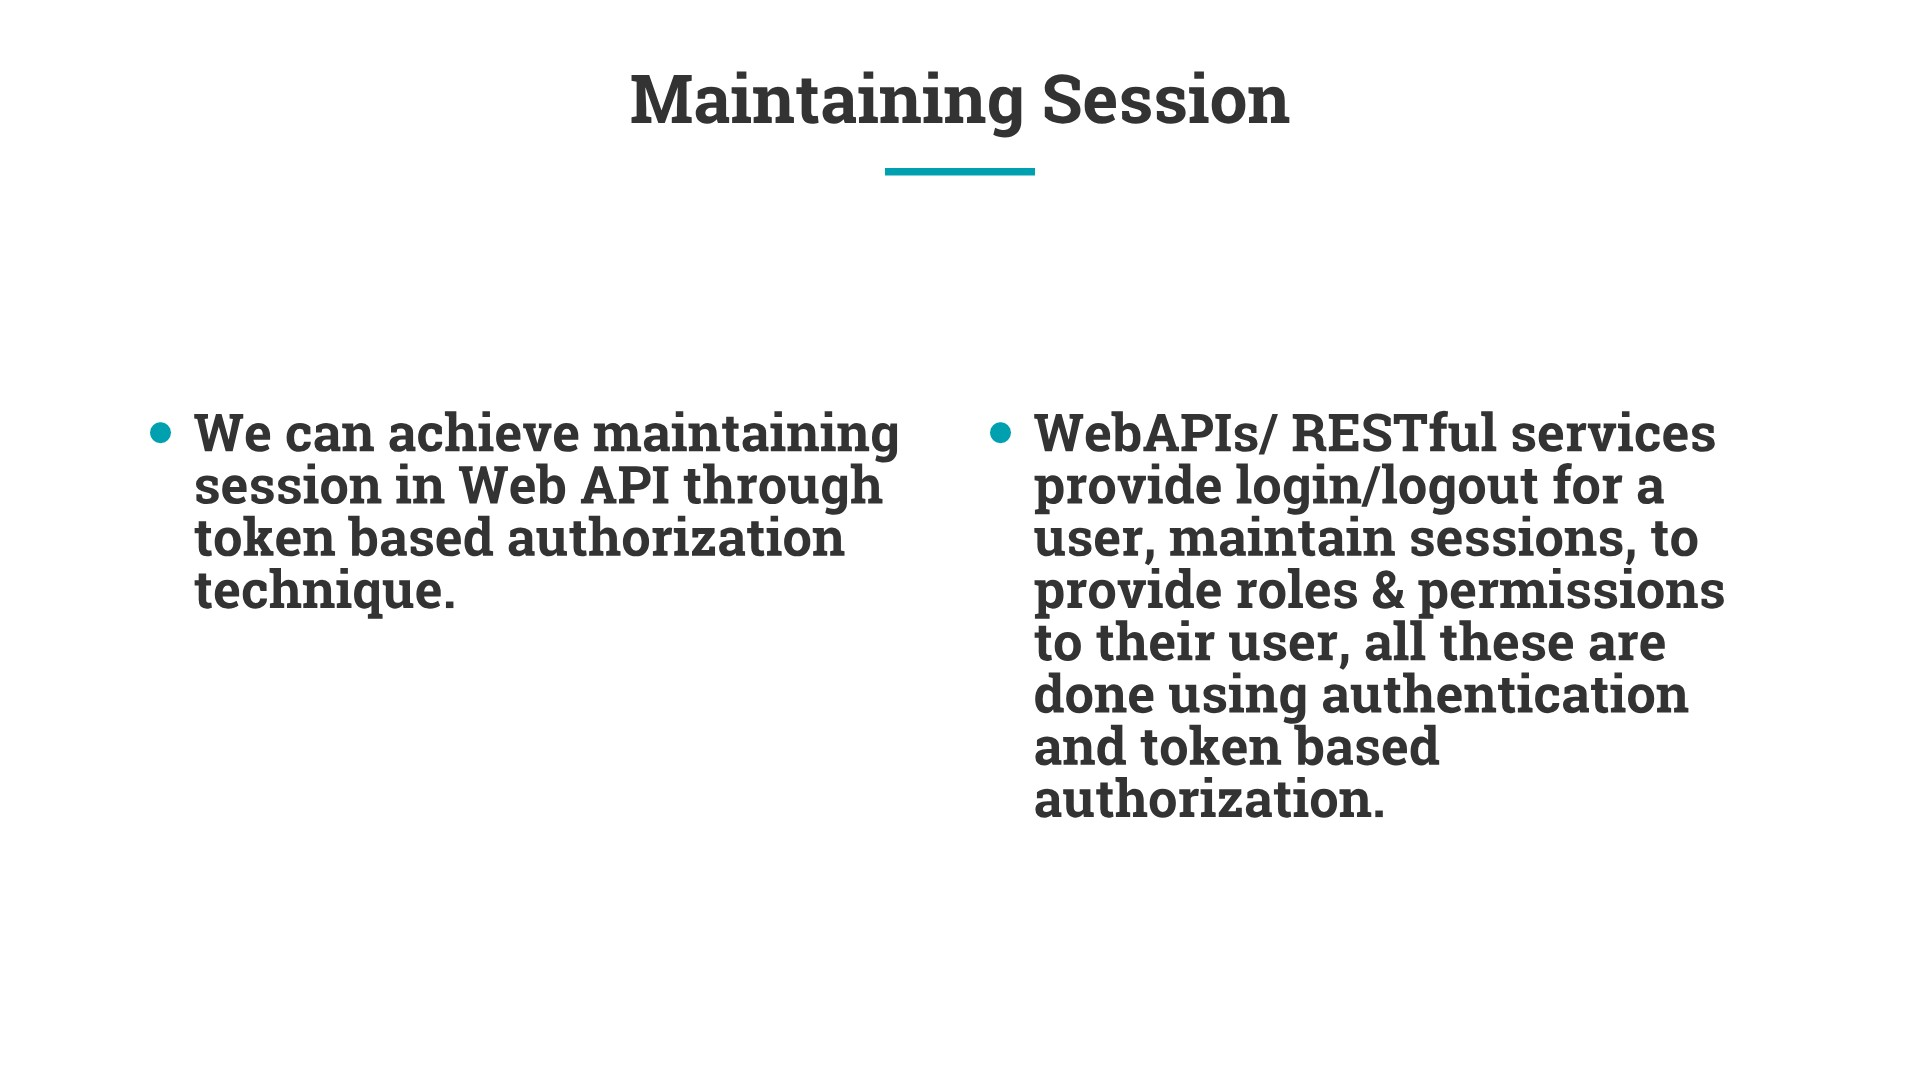 Maintaining Session
• We can achieve maintaining
session in Web API through
token based authorization
technique.
• WebAPIs/ RESTful services
provide login/logout for a
user, maintain sessions, to
provide roles & permissions
to their user, all these are
done using authentication
and token based
authorization.